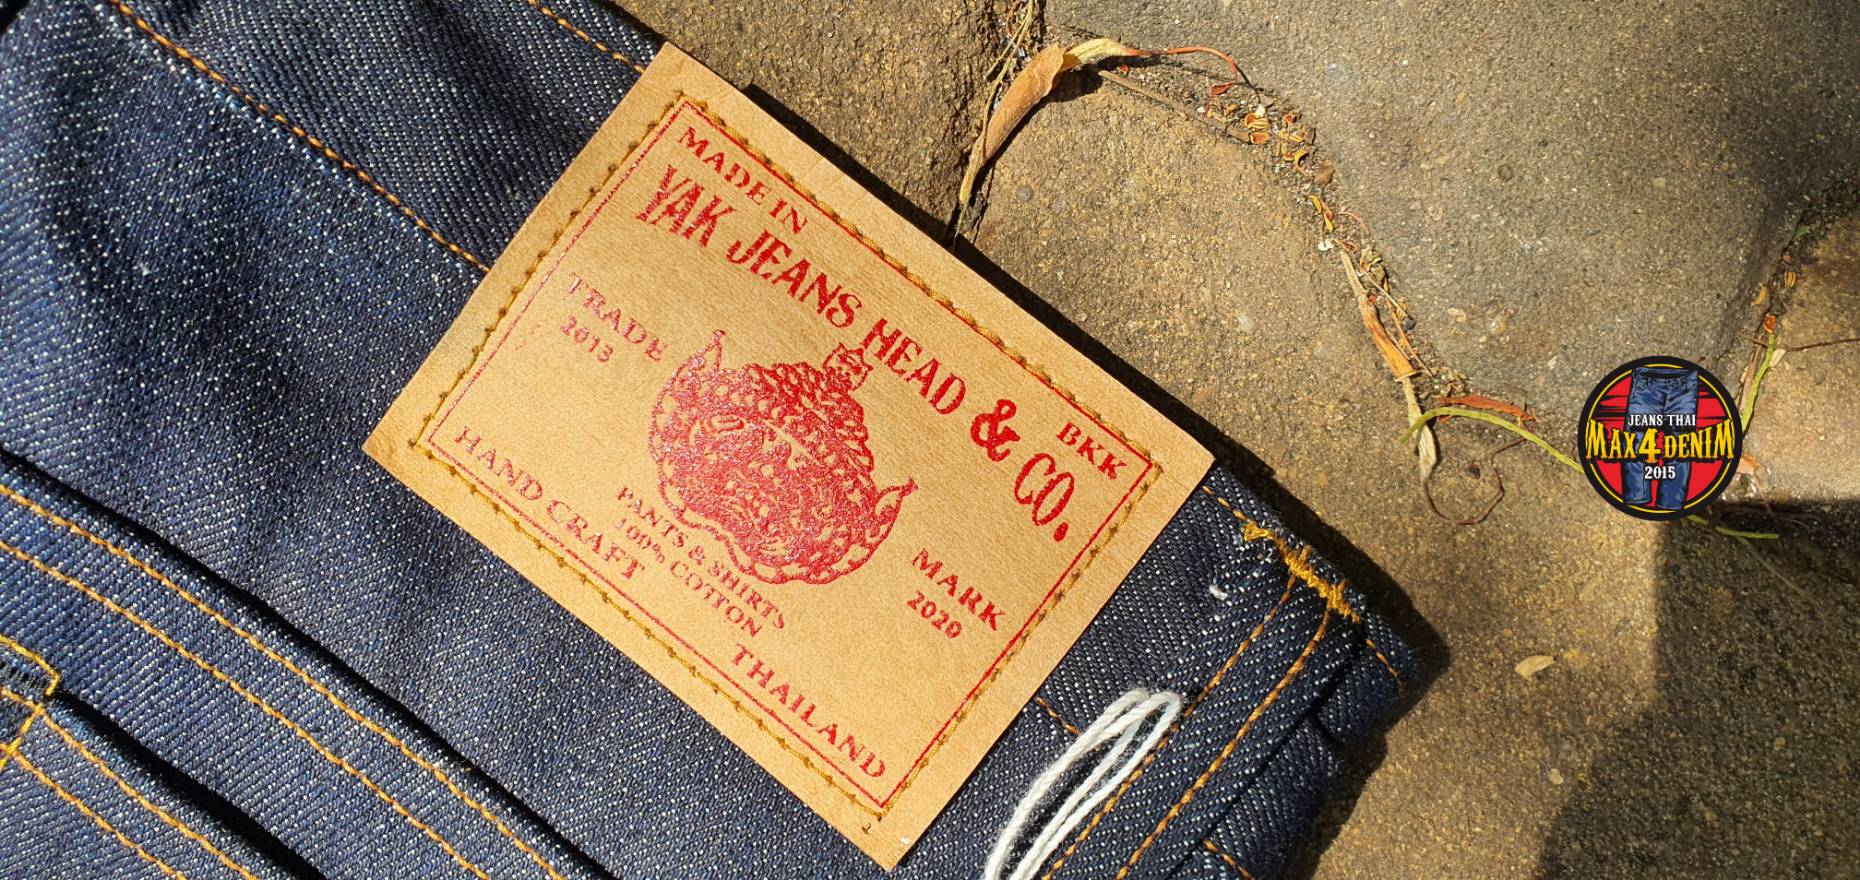 MADE IN
BKK
YAK JEANS HEAD & CO.
TRADE
2013
MARK
2020
PANTS & SHIRTS
100% COTTON
HAND CRAFT
THAILAND
JEANS THAI
MAX4DENIM
2015